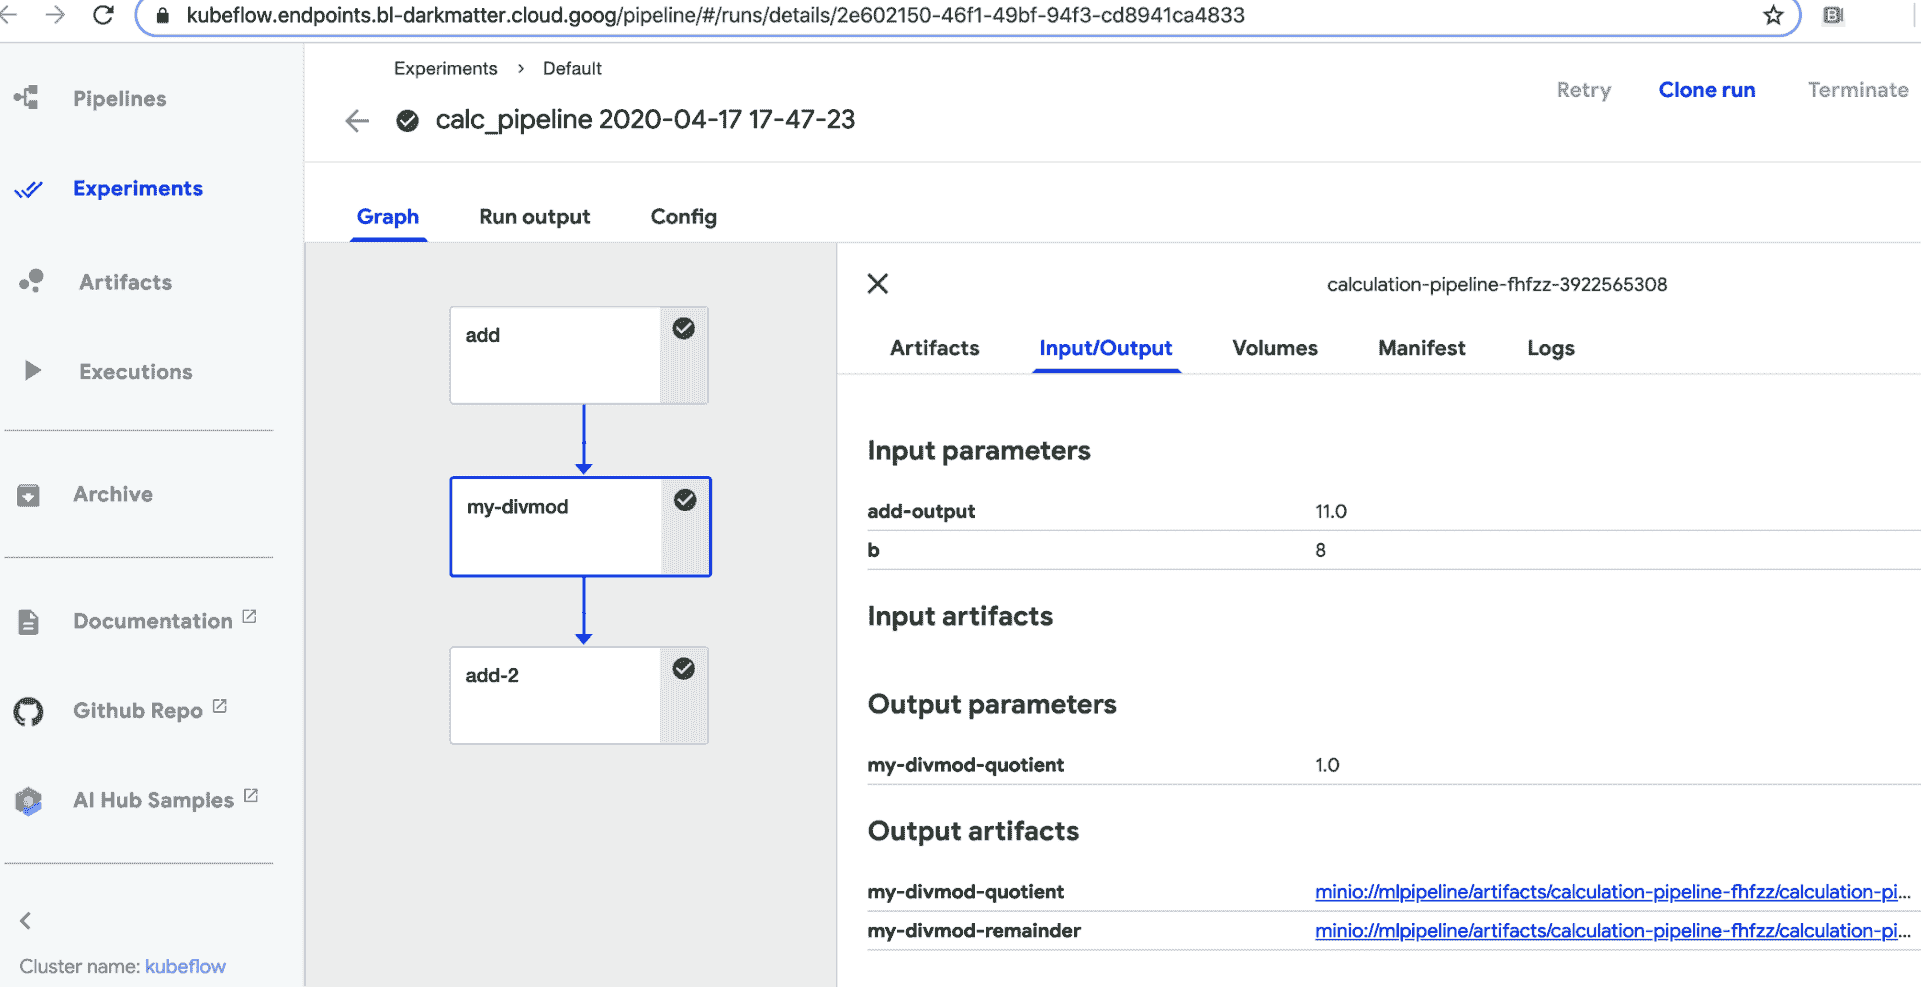 kubeflow.endpoints.bl-darkmatter.cloud.goog/pipeline/#/runs/details/2e602150-46f1-49bf-94f3-cd8941ca4833
Pipelines
Experiments
Artifacts
Executions
Archive
Documentation
Github Repo
AI Hub Samples
Cluster name: kubeflow
Experiments > Default
calc_pipeline 2020-04-17 17-47-23
Retry Clone run Terminate
Graph Run output Config
add
my-divmod
add-2
calculation-pipeline-fhfzz-3922565308
Artifacts Input/Output Volumes Manifest Logs
Input parameters
add-output 11.0
b 8
Input artifacts
Output parameters
my-divmod-quotient 1.0
Output artifacts
my-divmod-quotient minio://mlpipeline/artifacts/calculation-pipeline-fhfzz/calculation-pi...
my-divmod-remainder minio://mlpipeline/artifacts/calculation-pipeline-fhfzz/calculation-pi...